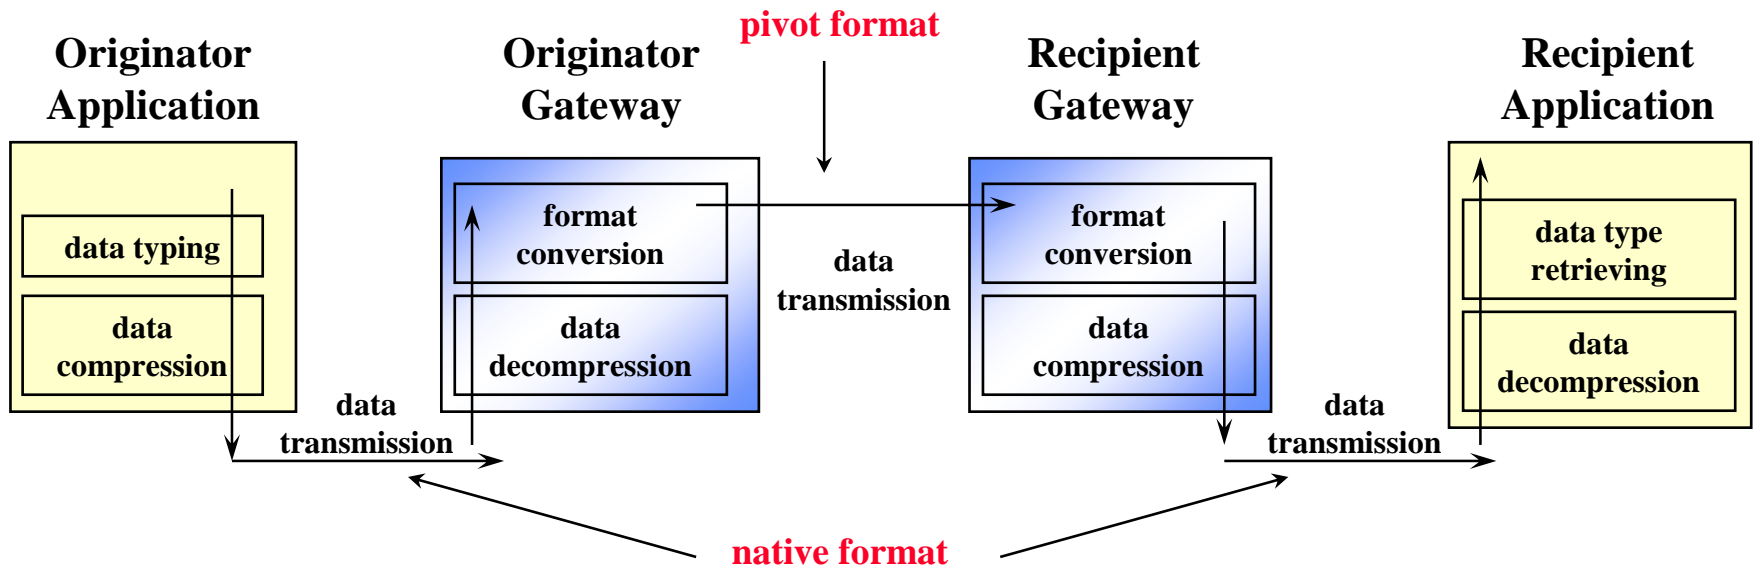 pivot format
Originator
Application
Originator
Gateway
Recipient
Gateway
Recipient
Application
data typing
data
compression
data
transmission
format
conversion
data
decompression
data
transmission
format
conversion
data
compression
data
transmission
data type
retrieving
data
decompression
native format